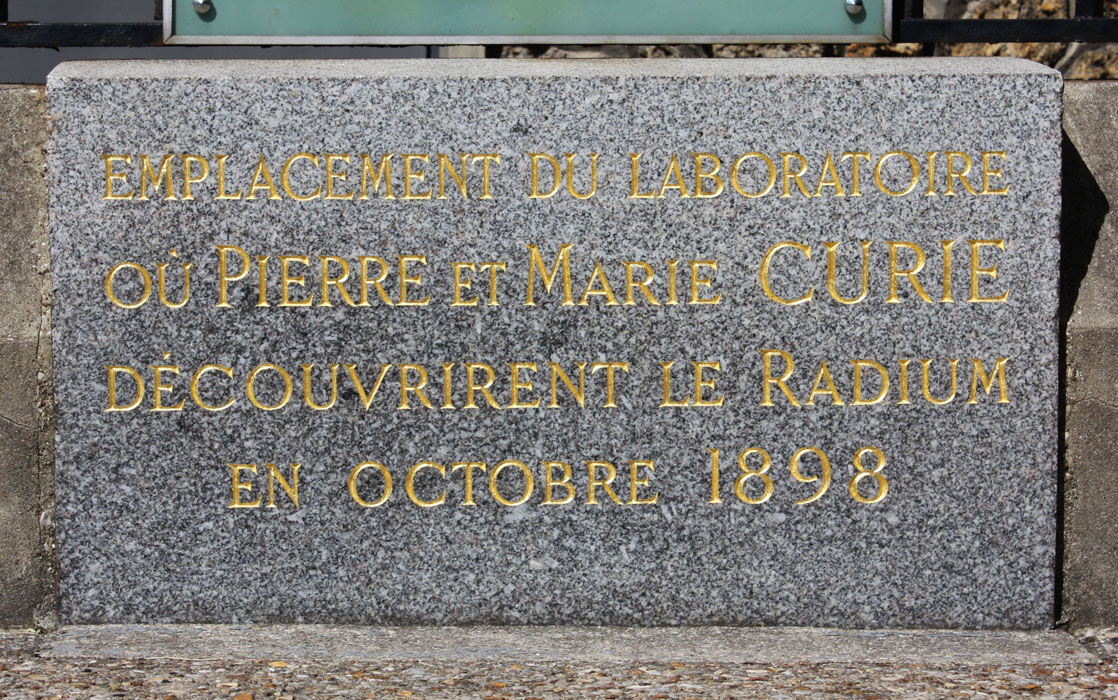 EMPLACEMENT DU LABORATOIRE
OÙ PIERRE ET MARIE CURIE
DÉCOUVRIRENT LE RADIUM
EN OCTOBRE 1898